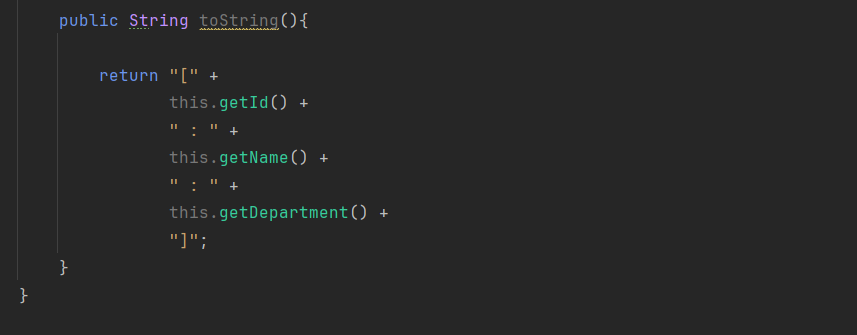 public String toString(){
return "[" +
this.getId() +
" : " +
this.getName() +
" : " +
this.getDepartment() +
"]";
}
}